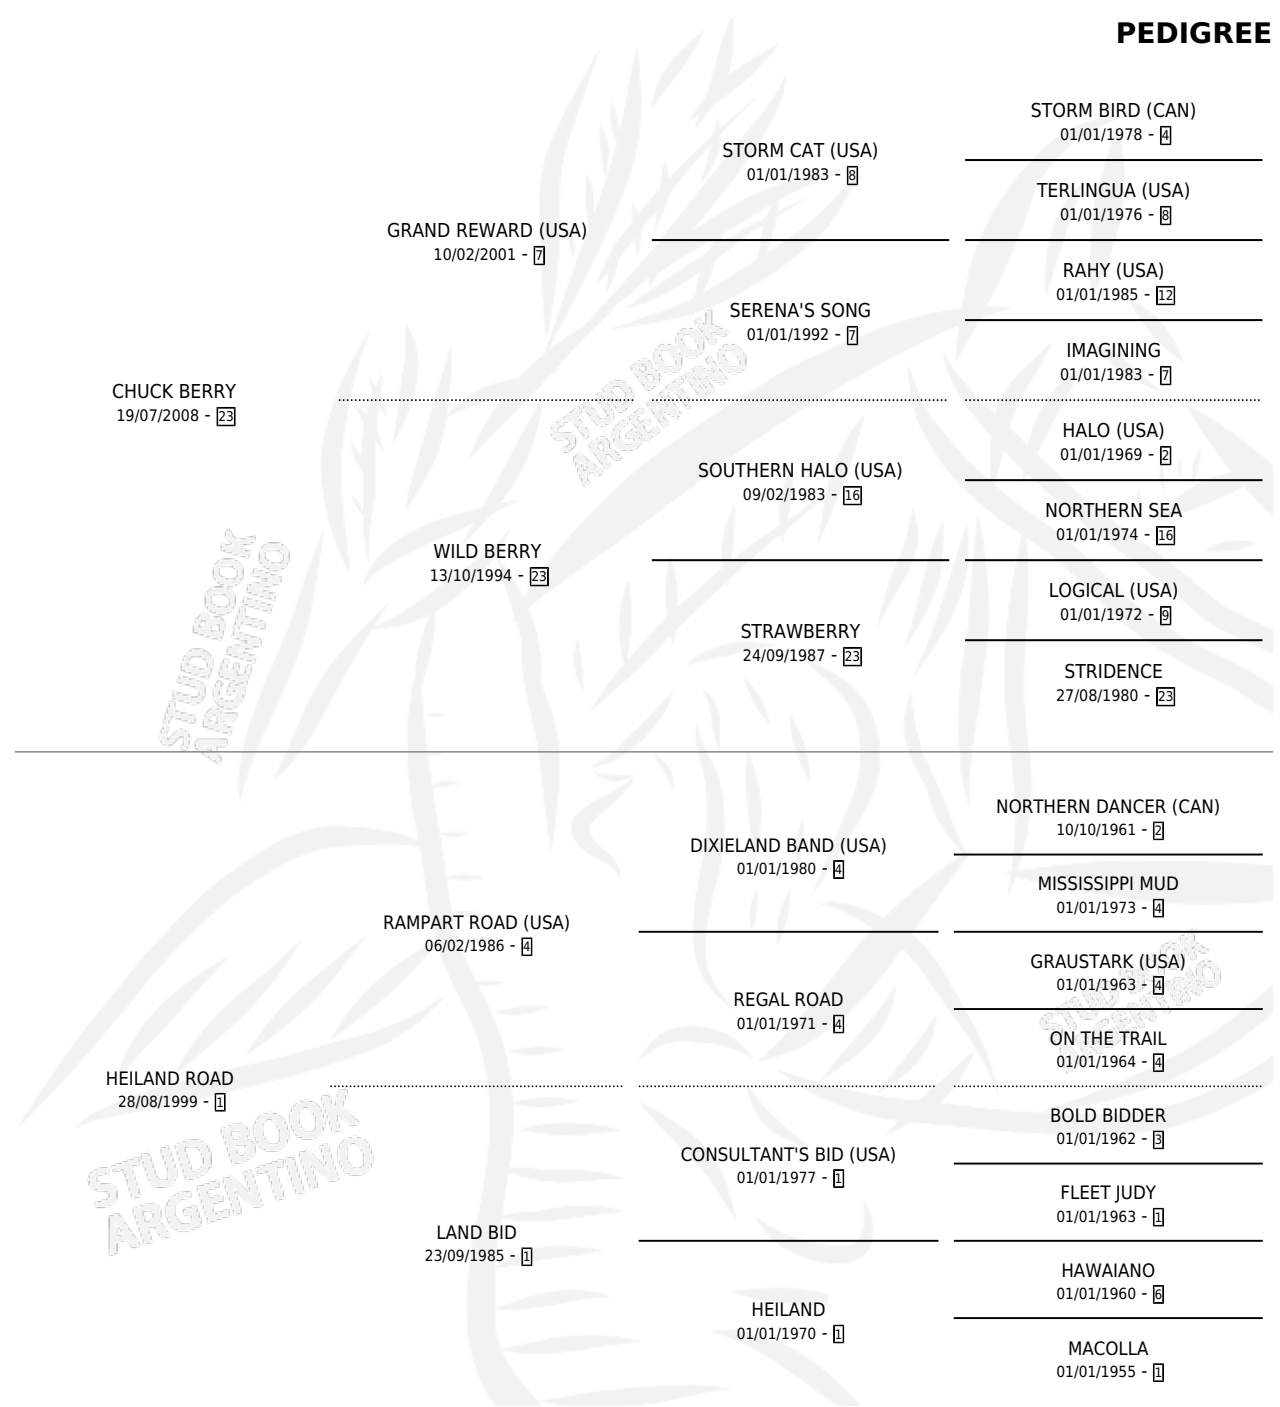 PEDIGREE
STORM BIRD (CAN)
01/01/1978 - 4
STORM CAT (USA)
01/01/1983 - 8
TERLINGUA (USA)
01/01/1976 - 8
GRAND REWARD (USA)
10/02/2001 - 7
RAHY (USA)
01/01/1985 - 12
SERENA'S SONG
01/01/1992 - 7
IMAGINING
01/01/1983 - 7
CHUCK BERRY
19/07/2008 - 23
HALO (USA)
01/01/1969 - 2
SOUTHERN HALO (USA)
09/02/1983 - 16
NORTHERN SEA
01/01/1974 - 16
WILD BERRY
13/10/1994 - 23
LOGICAL (USA)
01/01/1972 - 9
STRAWBERRY
24/09/1987 - 23
STRIDENCE
27/08/1980 - 23
NORTHERN DANCER (CAN)
10/10/1961 - 2
DIXIELAND BAND (USA)
01/01/1980 - 4
MISSISSIPPI MUD
01/01/1973 - 4
RAMPART ROAD (USA)
06/02/1986 - 4
GRAUSTARK (USA)
01/01/1963 - 4
REGAL ROAD
01/01/1971 - 4
ON THE TRAIL
01/01/1964 - 4
HEILAND ROAD
28/08/1999 - 1
BOLD BIDDER
01/01/1962 - 3
CONSULTANT'S BID (USA)
01/01/1977 - 1
FLEET JUDY
01/01/1963 - 1
LAND BID
23/09/1985 - 1
HAWAIANO
01/01/1960 - 6
HEILAND
01/01/1970 - 1
MACOLLA
01/01/1955 - 1
STUD BOOK
ARGENTINO
STUD BOOK
ARGENTINO
STUD BOOK
ARGENTINO
STUD BOOK
ARGENTINO